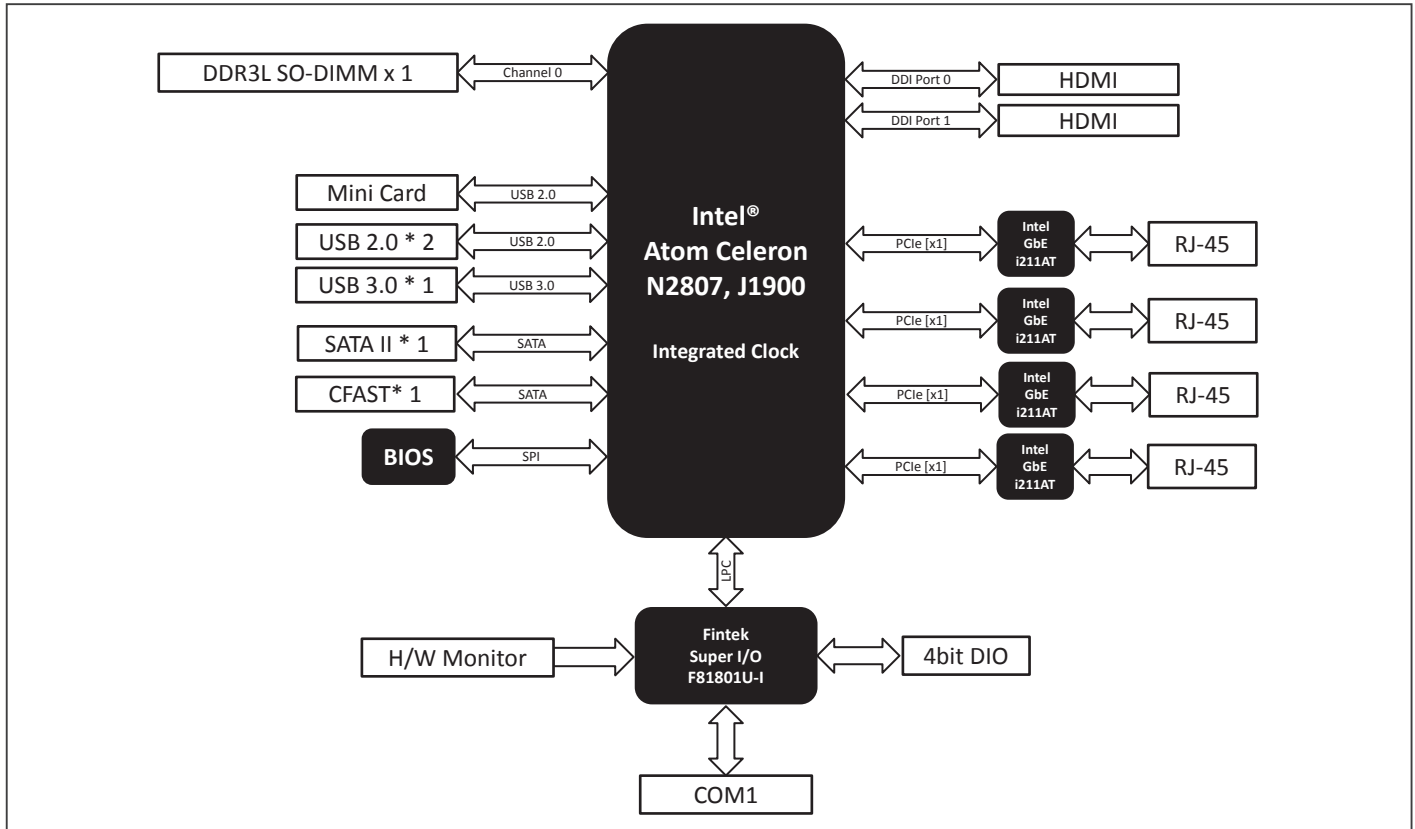 DDR3L SO-DIMM x 1
Channel 0
DDI Port 0
HDMI
DDI Port 1
HDMI
Mini Card
USB 2.0
USB 2.0 * 2
USB 2.0
USB 3.0 * 1
USB 3.0
SATA II * 1
SATA
CFAST* 1
SATA
BIOS
SPI
Intel®
Atom Celeron
N2807, J1900
Integrated Clock
PCIe [x1]
Intel
GbE
i211AT
RJ-45
PCIe [x1]
Intel
GbE
i211AT
RJ-45
PCIe [x1]
Intel
GbE
i211AT
RJ-45
PCIe [x1]
Intel
GbE
i211AT
RJ-45
LPC
H/W Monitor
Fintek
Super I/O
F81801U-I
4bit DIO
COM1